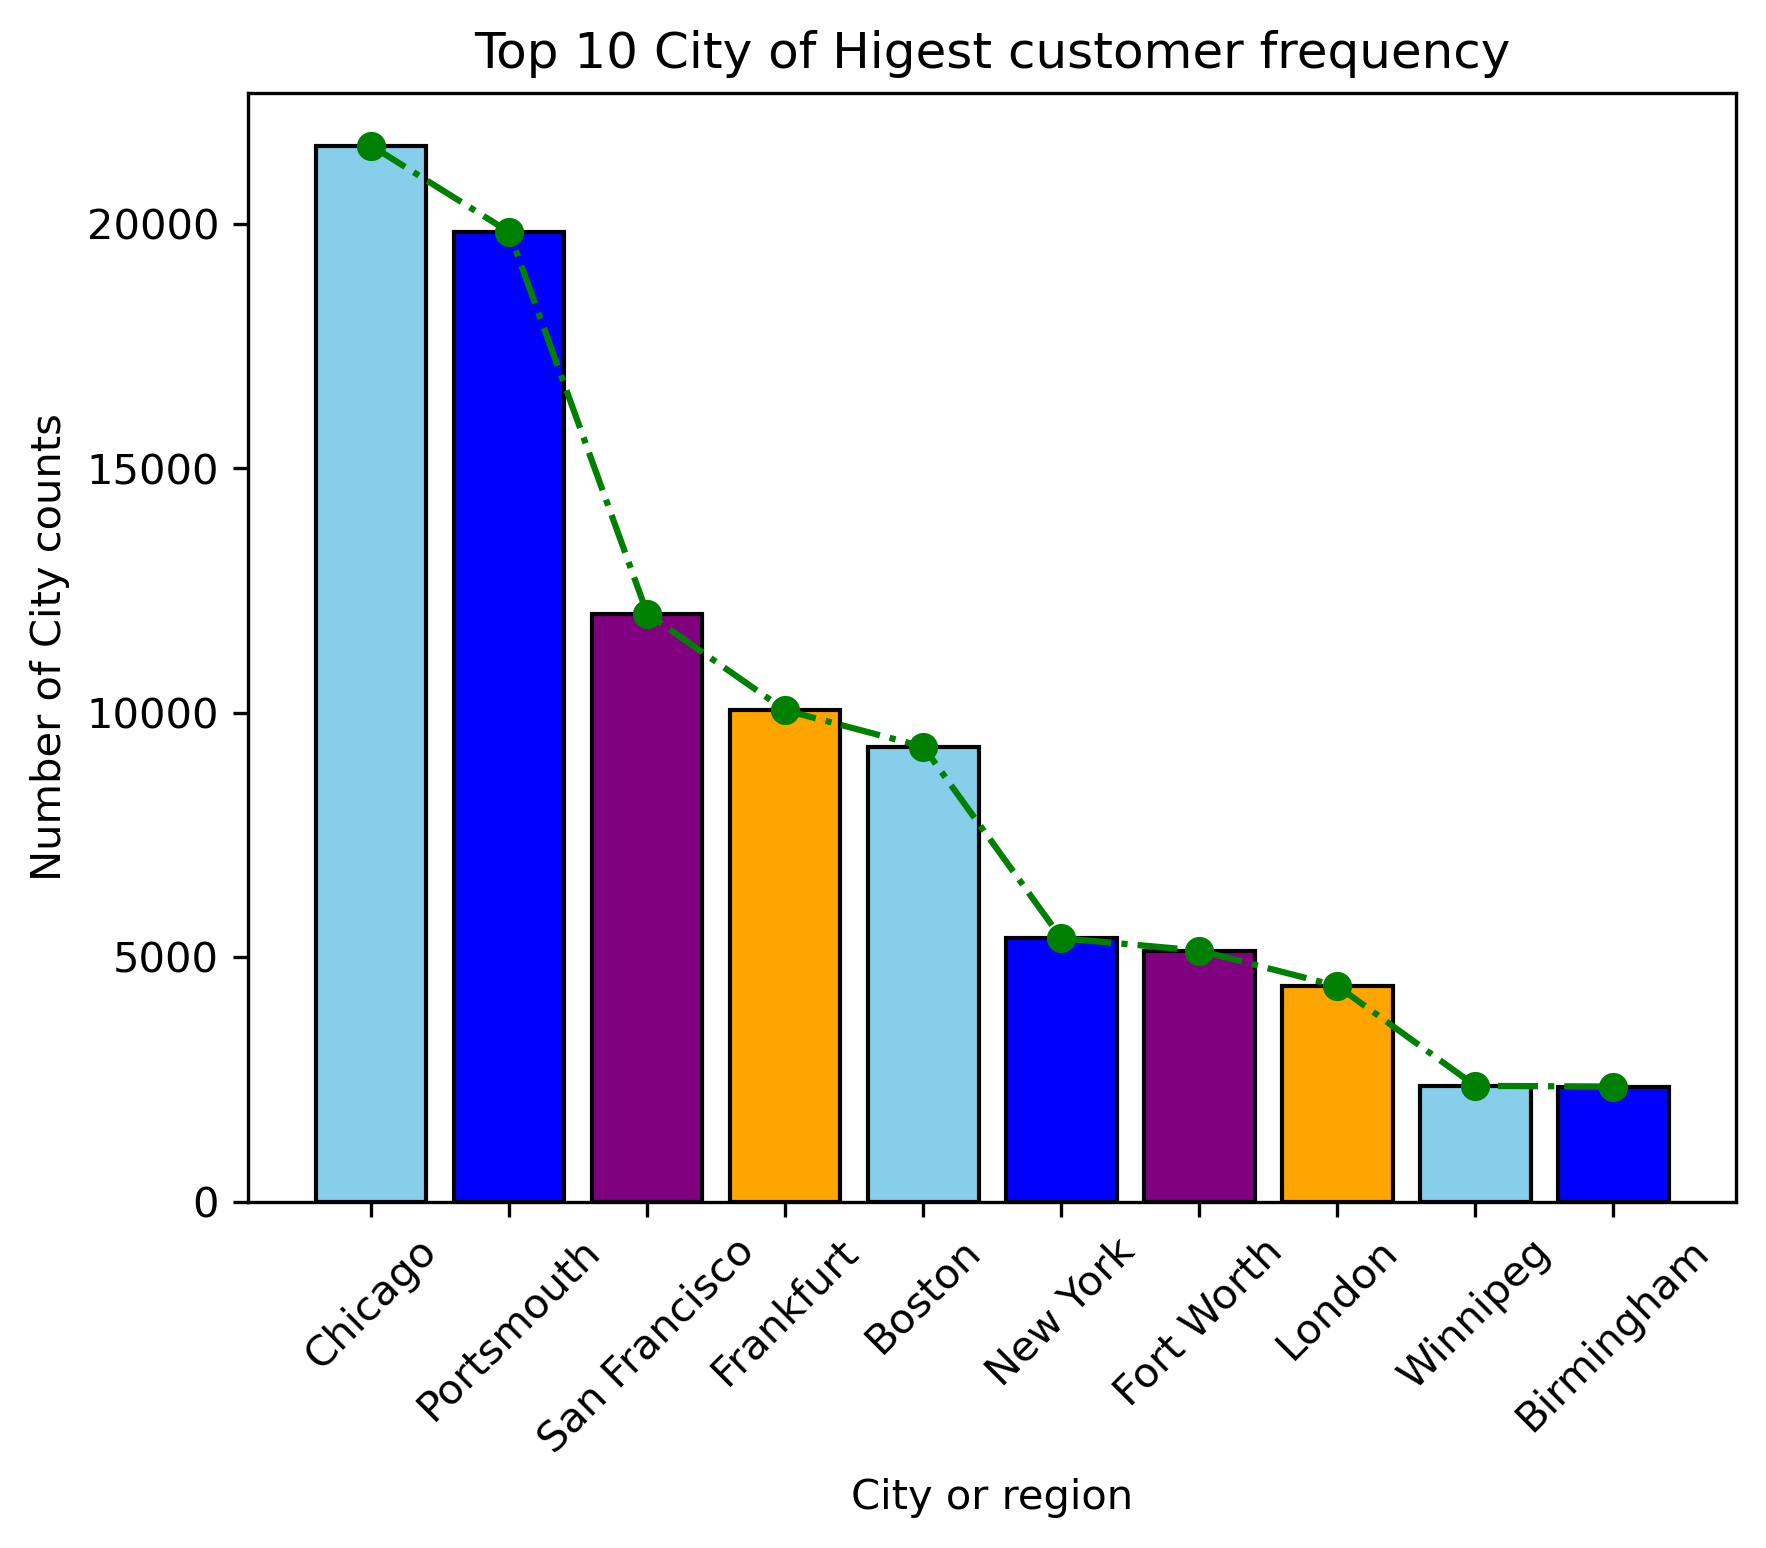 Top 10 City of Higest customer frequency
Number of City counts
20000
15000
10000
5000
0
Chicago
Portsmouth
San Francisco
Frankfurt
Boston
New York
Fort Worth
London
Winnipeg
Birmingham
City or region